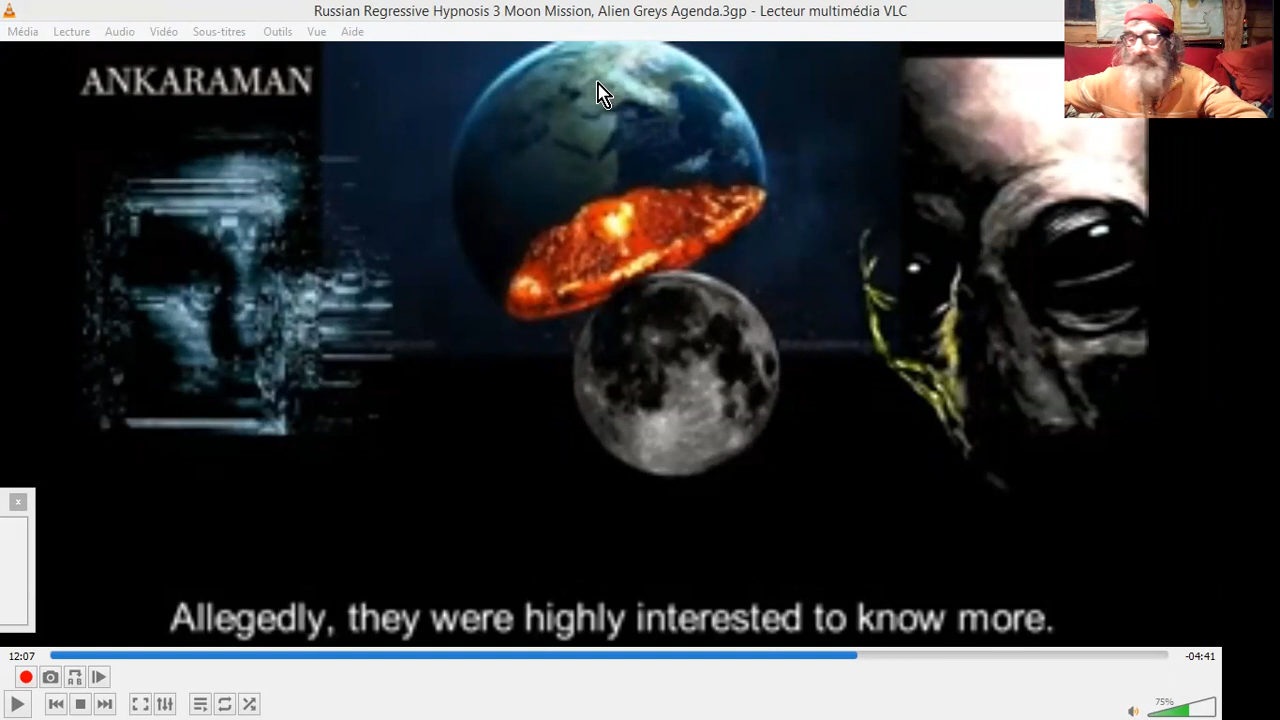 Russian Regressive Hypnosis 3 Moon Mission, Alien Greys Agenda.3gp - Lecteur multimédia VLC
Média Lecture Audio Vidéo Sous-titres Outils Vue Aide
ANKARAMAN
x
Allegedly, they were highly interested to know more.
12:07 -04:41
A B
75%